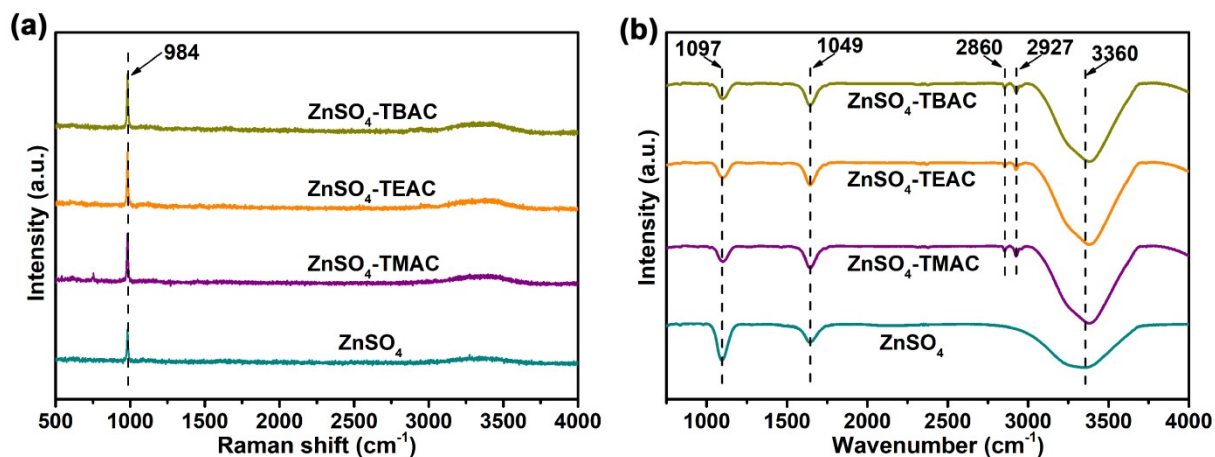 (a)
984
ZnSO4-TBAC
ZnSO4-TEAC
ZnSO4-TMAC
ZnSO4
Intensity (a.u.)
500 1000 1500 2000 2500 3000 3500 4000
Raman shift (cm-1)
(b)
1097 1049 2860 2927 3360
ZnSO4-TBAC
ZnSO4-TEAC
ZnSO4-TMAC
ZnSO4
Intensity (a.u.)
1000 1500 2000 2500 3000 3500 4000
Wavenumber (cm-1)